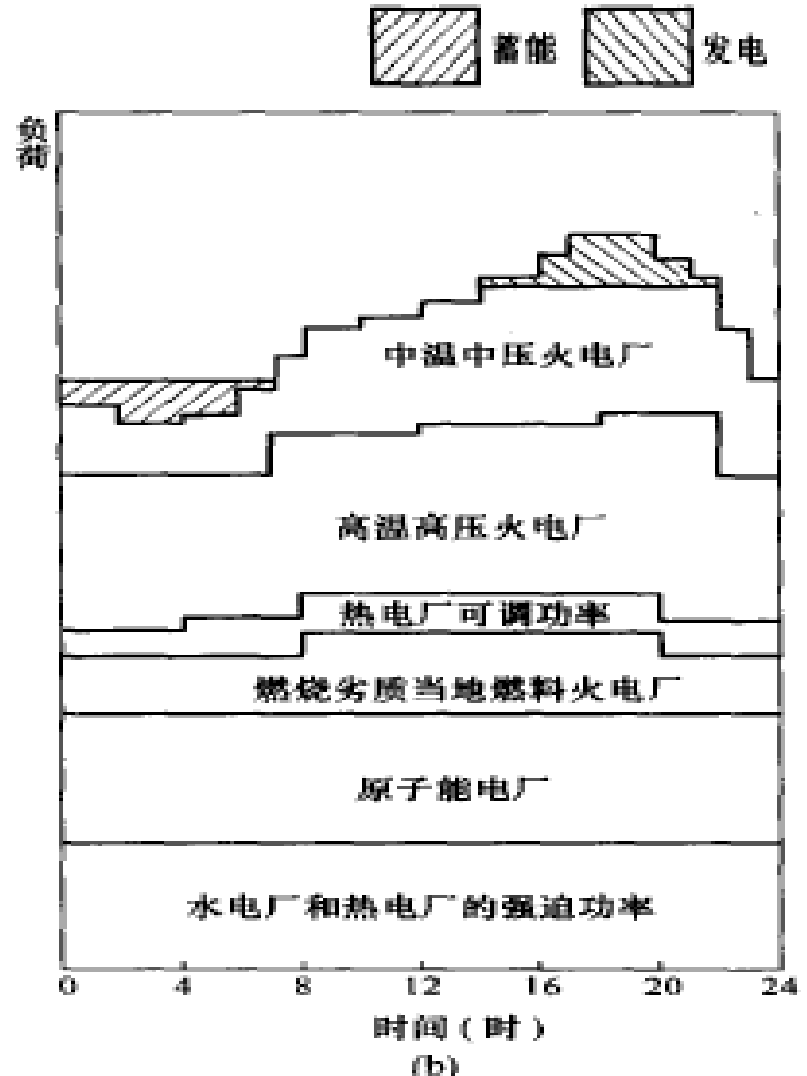 蓄能 发电
负荷
中温中压火电厂
高温高压火电厂
热电厂可调功率
燃烧劣质当地燃料火电厂
原子能电厂
水电厂和热电厂的强迫功率
0 4 8 12 16 20 24
时间(时)
(b)